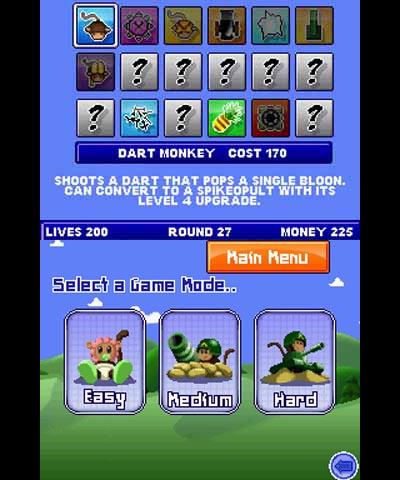 ? ? ? ? ?
? ? ?
DART MONKEY COST 170
SHOOTS A DART THAT POPS A SINGLE BLOON.
CAN CONVERT TO A SPIKEOPULT WITH ITS
LEVEL 4 UPGRADE.
LIVES 200 ROUND 27 MONEY 225
Main Menu
Select a Game Mode..
Easy Medium Hard